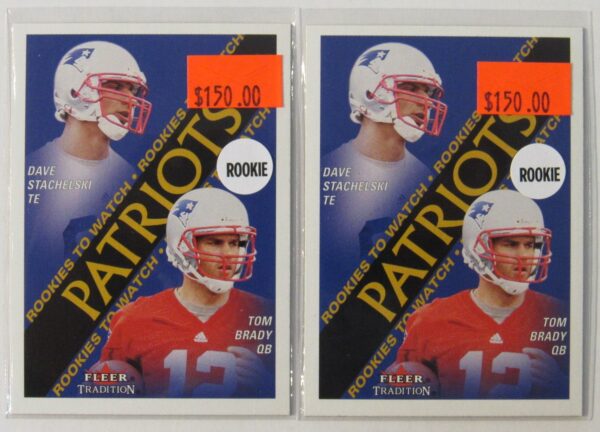 $150.00
ROOKIES TO WATCH • ROOKIES TO WATCH
PATRIOTS
ROOKIES TO WATCH • ROOKIES TO WATCH
ROOKIE
DAVE
STACHELSKI
TE
TOM
BRADY
QB
12
FLEER
TRADITION
$150.00
ROOKIES TO WATCH • ROOKIES TO WATCH
PATRIOTS
ROOKIES TO WATCH • ROOKIES TO WATCH
ROOKIE
DAVE
STACHELSKI
TE
TOM
BRADY
QB
12
FLEER
TRADITION